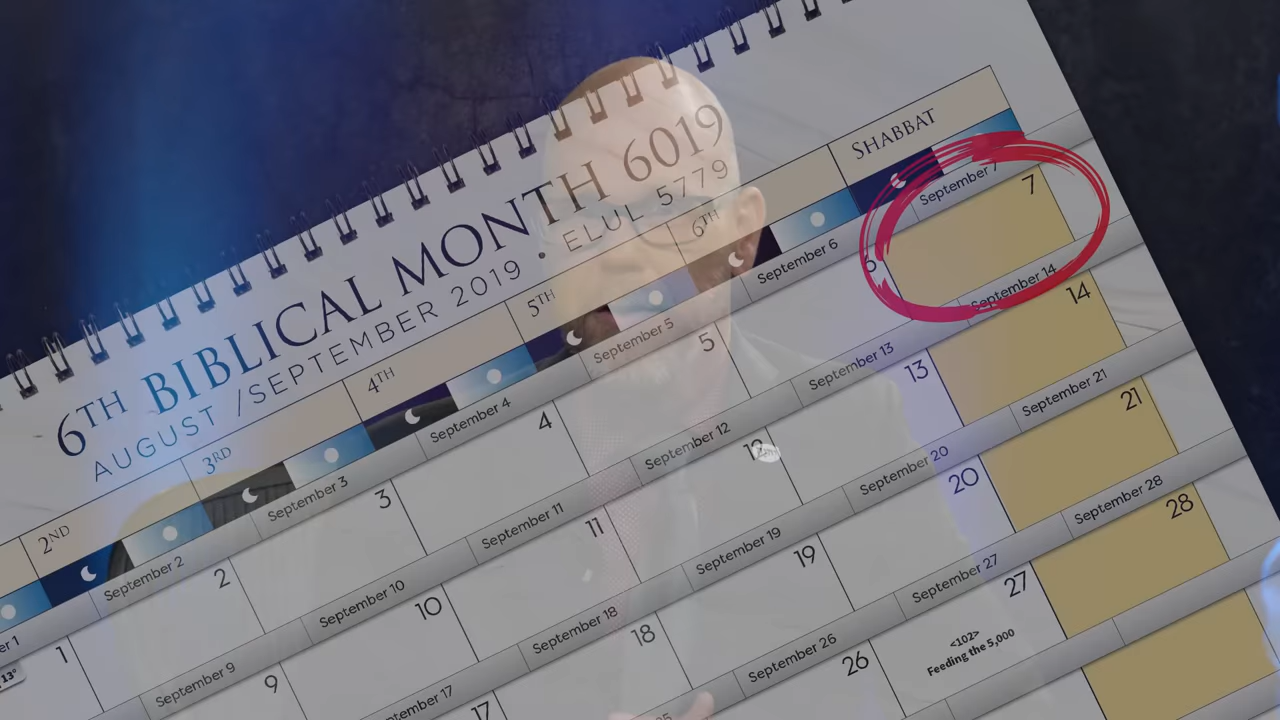 6TH BIBLICAL MONTH 6019
AUGUST /SEPTEMBER 2019 • ELUL 5779
2ND
3RD
4TH
5TH
6TH
SHABBAT
September 2
September 3
September 4
September 5
September 6
September 7
1
2
3
4
5
6
7
13°
September 9
September 10
September 11
September 12
September 13
September 14
9
10
11
12
13
14
September 18
September 19
September 20
September 21
17
18
19
20
21
September 26
September 27
September 28
26
27
28
<102>
Feeding the 5,000